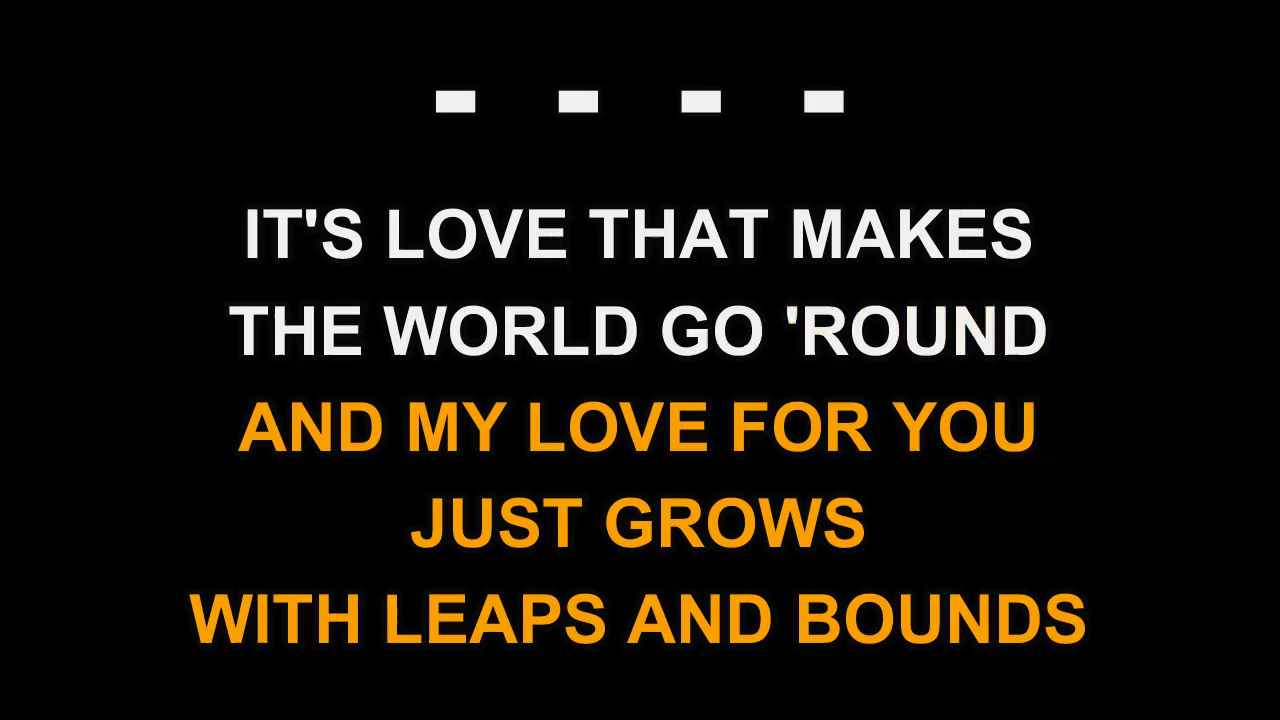 - - - -
IT'S LOVE THAT MAKES
THE WORLD GO 'ROUND
AND MY LOVE FOR YOU
JUST GROWS
WITH LEAPS AND BOUNDS